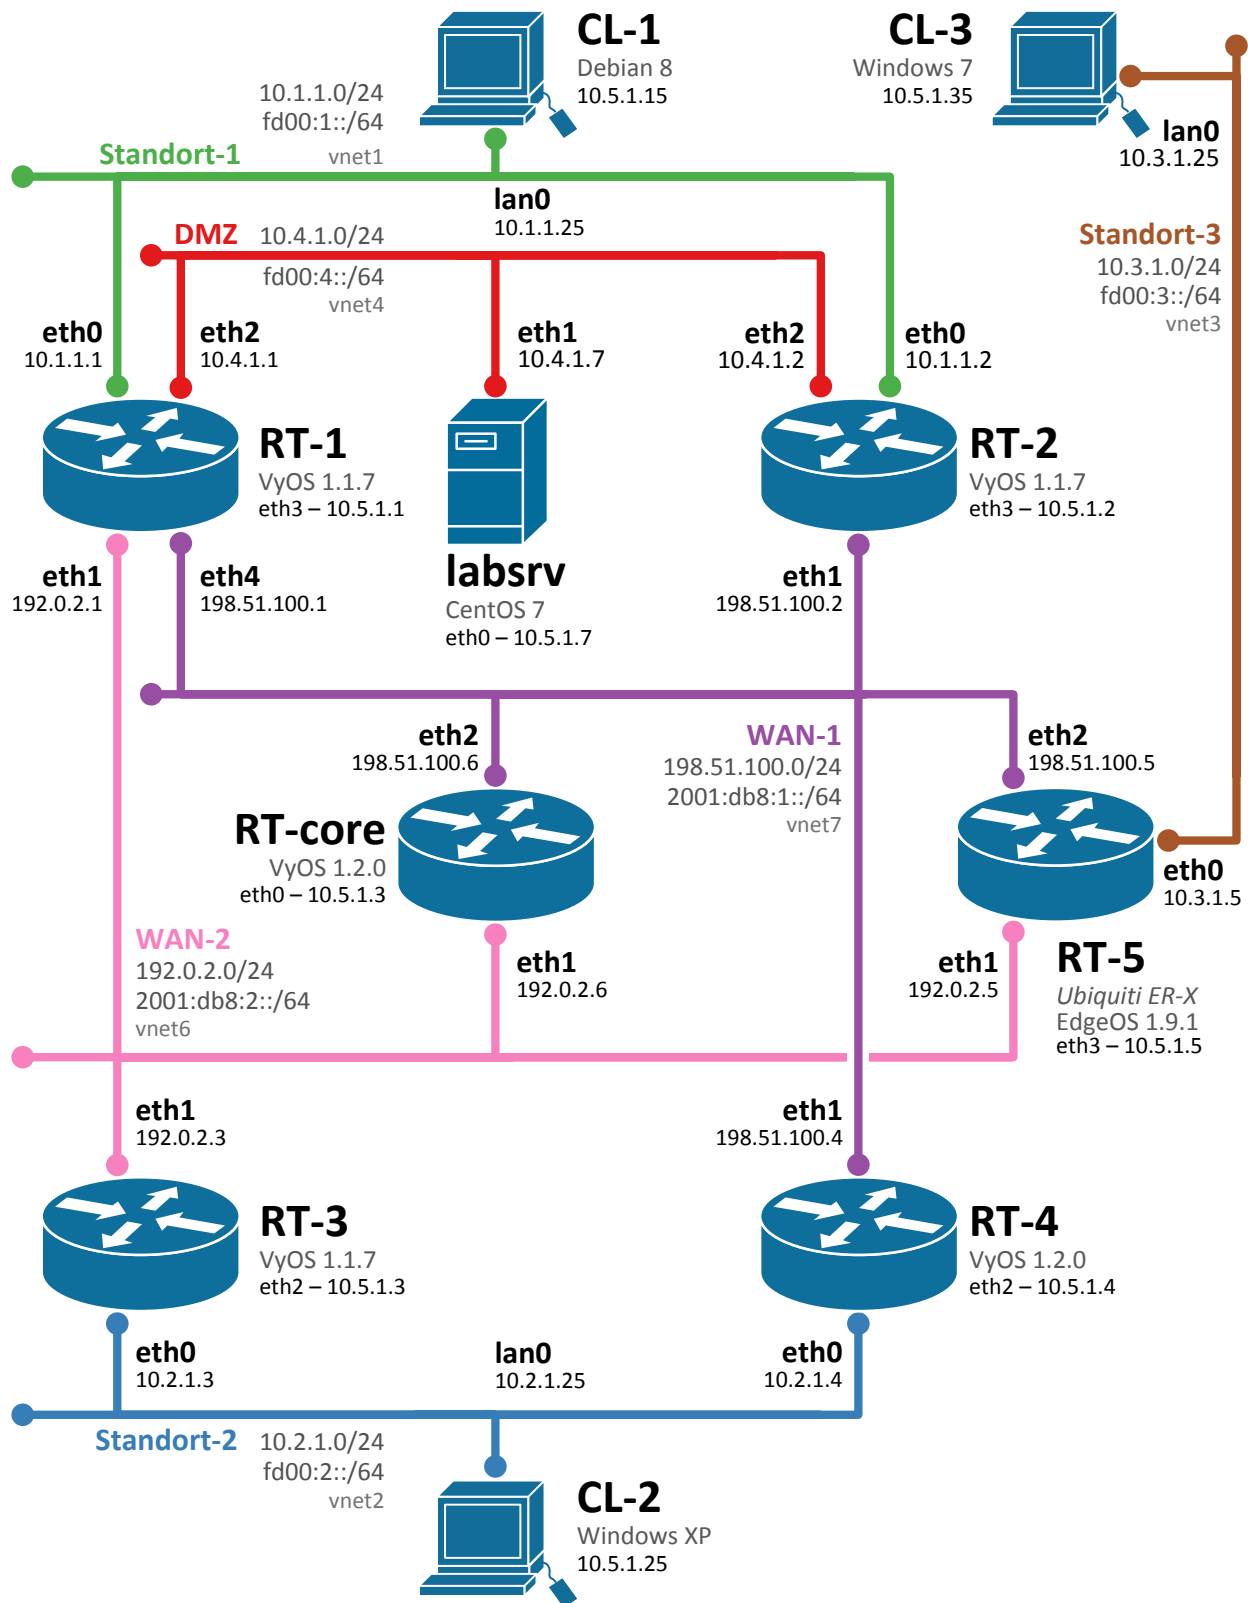 CL-1
Debian 8
10.5.1.15
CL-3
Windows 7
10.5.1.35
lan0
10.3.1.25
10.1.1.0/24
fd00:1::/64
vnet1
Standort-1
lan0
10.1.1.25
DMZ
10.4.1.0/24
fd00:4::/64
vnet4
Standort-3
10.3.1.0/24
fd00:3::/64
vnet3
eth0
10.1.1.1
eth2
10.4.1.1
eth1
10.4.1.7
eth2
10.4.1.2
eth0
10.1.1.2
RT-1
VyOS 1.1.7
eth3 – 10.5.1.1
RT-2
VyOS 1.1.7
eth3 – 10.5.1.2
labsrv
CentOS 7
eth0 – 10.5.1.7
eth1
192.0.2.1
eth4
198.51.100.1
eth1
198.51.100.2
eth2
198.51.100.6
WAN-1
198.51.100.0/24
2001:db8:1::/64
vnet7
eth2
198.51.100.5
RT-core
VyOS 1.2.0
eth0 – 10.5.1.3
eth0
10.3.1.5
WAN-2
192.0.2.0/24
2001:db8:2::/64
vnet6
eth1
192.0.2.6
eth1
192.0.2.5
RT-5
Ubiquiti ER-X
EdgeOS 1.9.1
eth3 – 10.5.1.5
eth1
192.0.2.3
eth1
198.51.100.4
RT-3
VyOS 1.1.7
eth2 – 10.5.1.3
RT-4
VyOS 1.2.0
eth2 – 10.5.1.4
eth0
10.2.1.3
lan0
10.2.1.25
eth0
10.2.1.4
Standort-2
10.2.1.0/24
fd00:2::/64
vnet2
CL-2
Windows XP
10.5.1.25